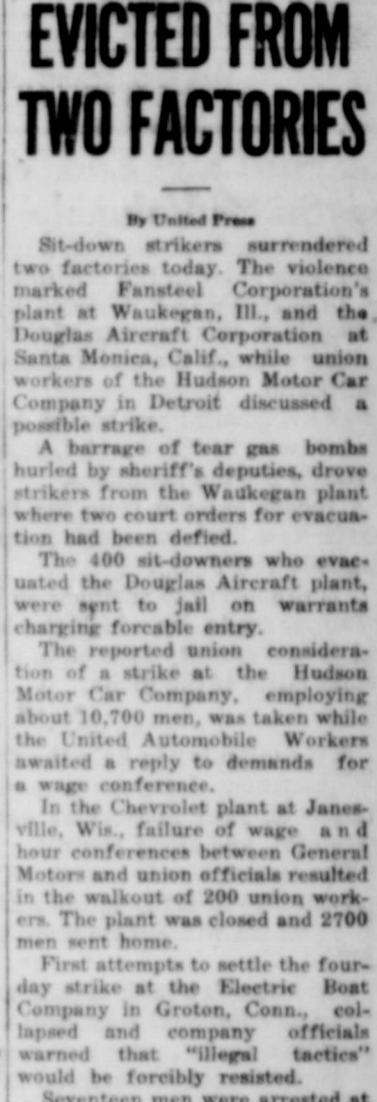 EVICTED FROM
TWO FACTORIES
By United Press
Sit-down strikers surrendered
two factories today. The violence
marked Fansteel Corporation's
plant at Waukegan, Ill., and the
Douglas Aircraft Corporation at
Santa Monica, Calif., while union
workers of the Hudson Motor Car
Company in Detroit discussed a
possible strike.
A barrage of tear gas bombs
hurled by sheriff's deputies, drove
strikers from the Waukegan plant
where two court orders for evacua-
tion had been defied.
The 400 sit-downers who evac-
uated the Douglas Aircraft plant,
were sent to jail on warrants
charging forcable entry.
The reported union considera-
tion of a strike at the Hudson
Motor Car Company, employing
about 10,700 men, was taken while
the United Automobile Workers
awaited a reply to demands for
a wage conference.
In the Chevrolet plant at Janes-
ville, Wis., failure of wage and
hour conferences between General
Motors and union officials resulted
in the walkout of 200 union work-
ers. The plant was closed and 2700
men sent home.
First attempts to settle the four-
day strike at the Electric Boat
Company in Groton, Conn., col-
lapsed and company officials
warned that "illegal tactics"
would be forcibly resisted.
Seventeen men were arrested at